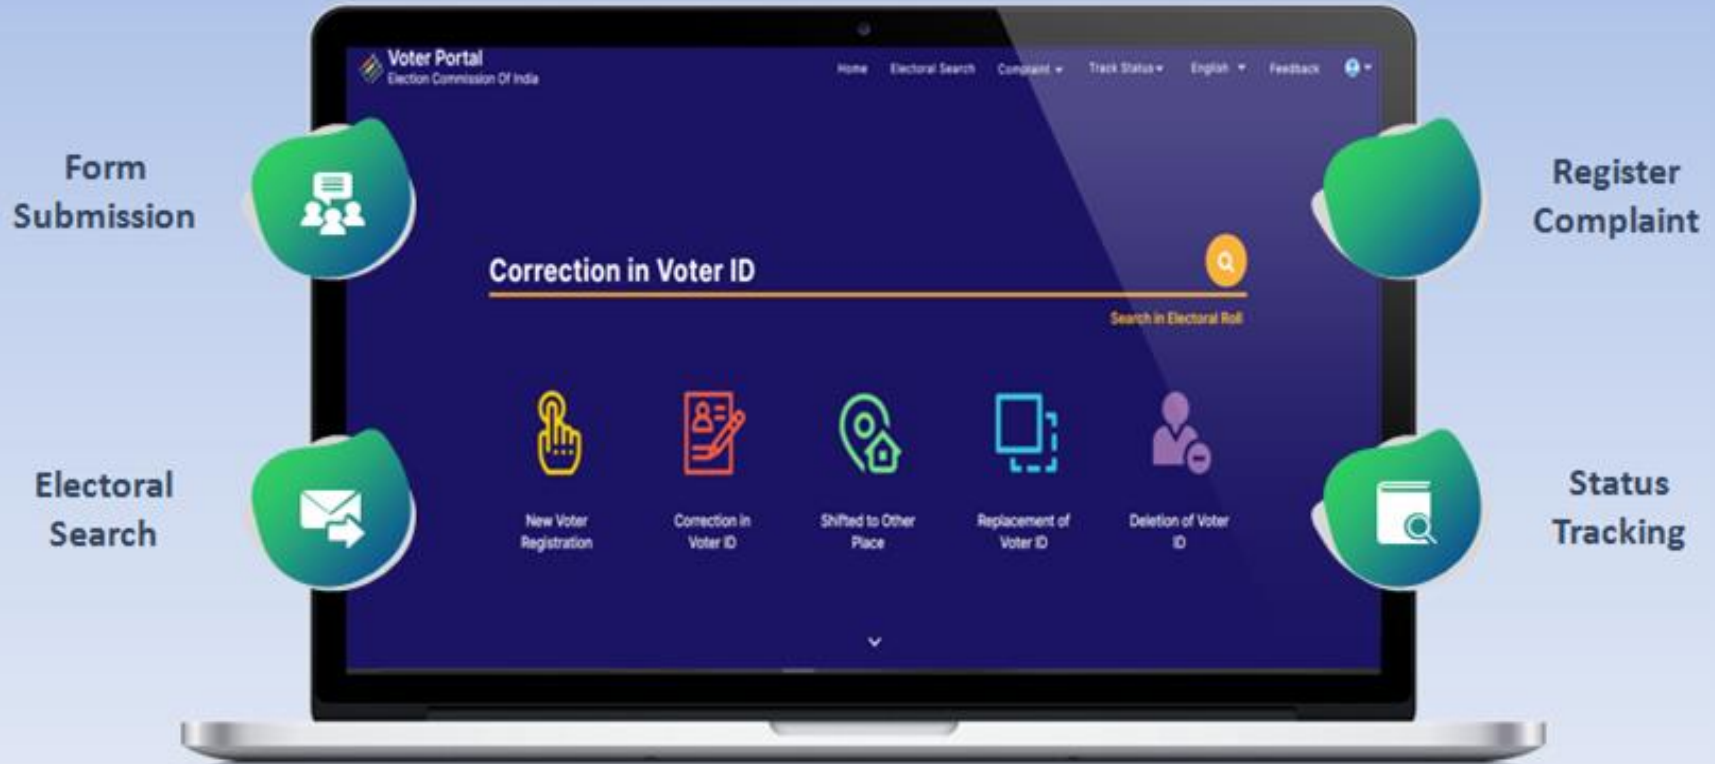 Voter Portal
Election Commission Of India
Home Electoral Search Complaint Track Status English Feedback
Form
Submission
Register
Complaint
Correction in Voter ID
Search in Electoral Roll
Electoral
Search
New Voter
Registration
Correction in
Voter ID
Shifted to Other
Place
Replacement of
Voter ID
Deletion of Voter
ID
Status
Tracking